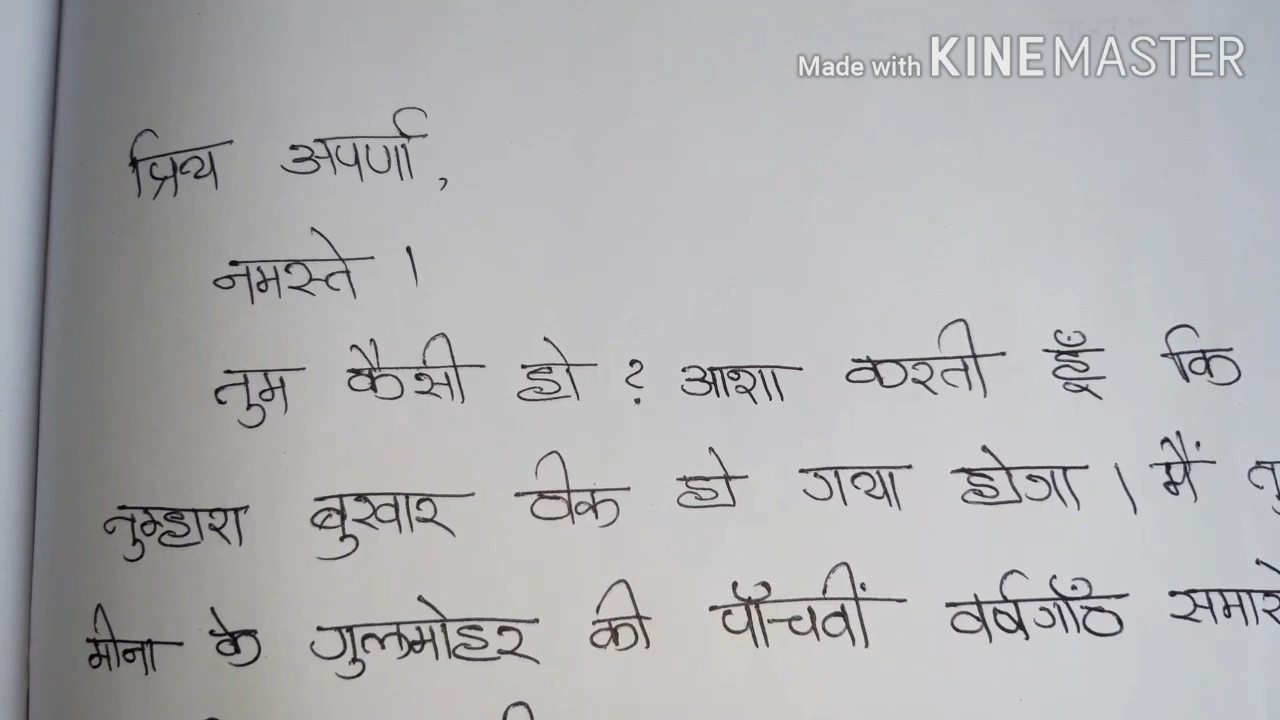 Made with KINEMASTER
प्रिय अपर्णा,
नमस्ते ।
तुम कैसी हो ? आशा करती हूँ कि
तुम्हारा बुखार ठीक हो गया होगा । मैं
मीना के गुलमोहर की पाँचवीं वर्षगाँठ